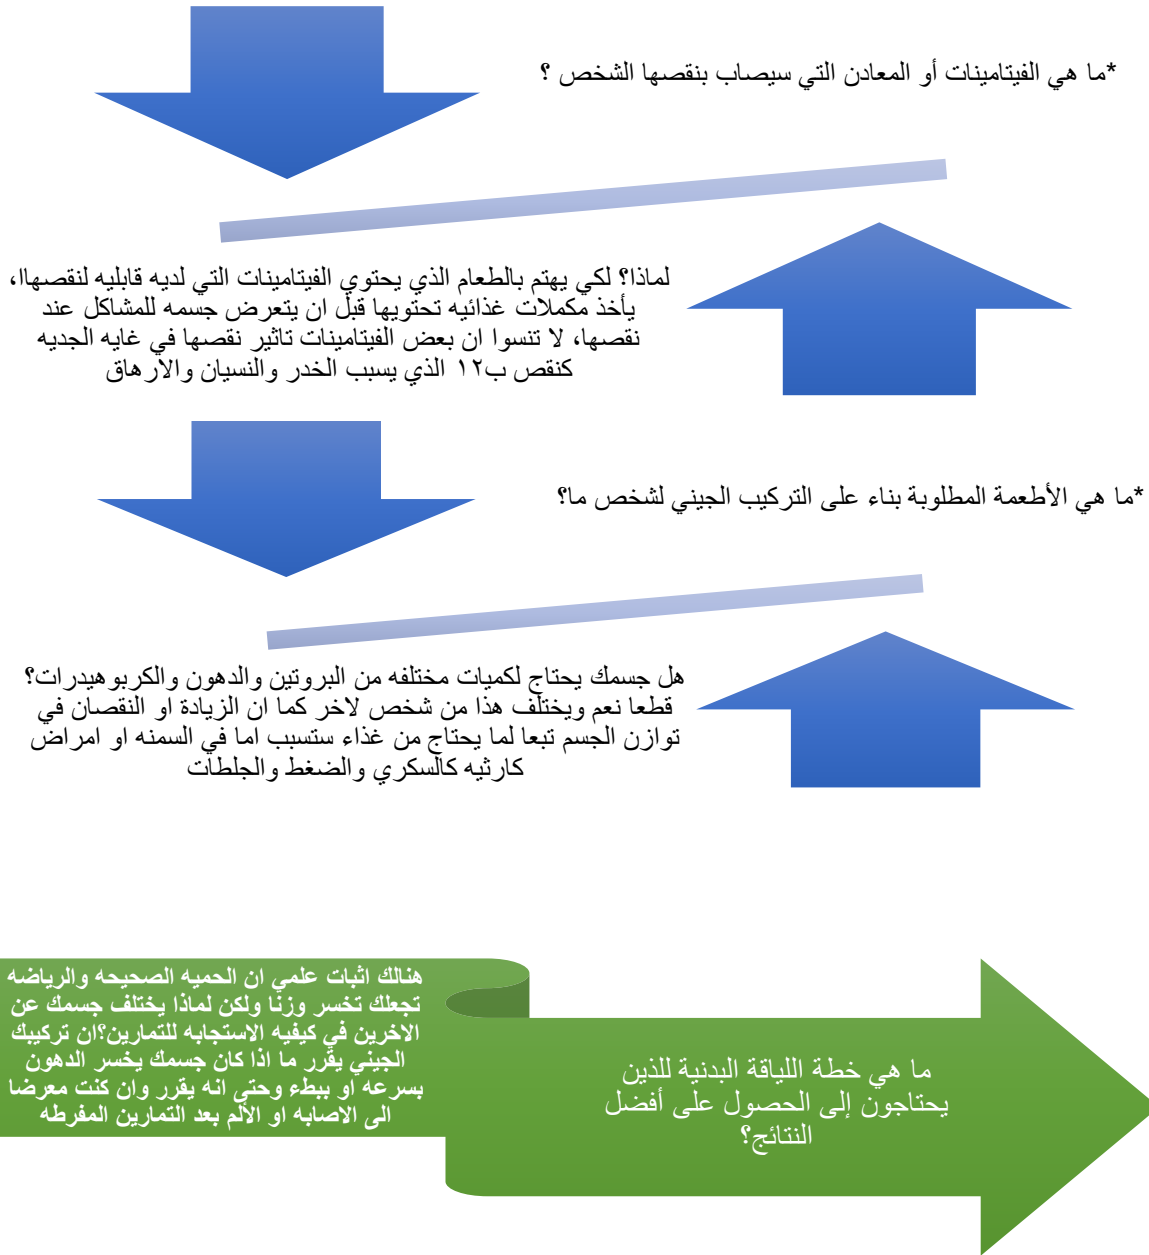 *ما هي الفيتامينات أو المعادن التي سيصاب بنقصها الشخص ؟
لماذا؟ لكي يهتم بالطعام الذي يحتوي الفيتامينات التي لديه قابليه لنقصهاا،
يأخذ مكملات غذائيه تحتويها قبل ان يتعرض جسمه للمشاكل عند
نقصها، لا تنسوا ان بعض الفيتامينات تاثير نقصها في غايه الجديه
كنقص ب١٢ الذي يسبب الخدر والنسيان والارهاق
*ما هي الأطعمة المطلوبة بناء على التركيب الجيني لشخص ما؟
هل جسمك يحتاج لكميات مختلفه من البروتين والدهون والكربوهيدرات؟
قطعا نعم ويختلف هذا من شخص لاخر كما ان الزيادة او النقصان في
توازن الجسم تبعا لما يحتاج من غذاء ستسبب اما في السمنه او امراض
كارثيه كالسكري والضغط والجلطات
هنالك اثبات علمي ان الحميه الصحيحه والرياضه
تجعلك تخسر وزنا ولكن لماذا يختلف جسمك عن
الاخرين في كيفيه الاستجابه للتمارين؟ان تركيبك
الجيني يقرر ما اذا كان جسمك يخسر الدهون
بسرعه او ببطء وحتى انه يقرر وان كنت معرضا
الى الاصابه او الألم بعد التمارين المفرطه
ما هي خطة اللياقة البدنية للذين
يحتاجون إلى الحصول على أفضل
النتائج؟